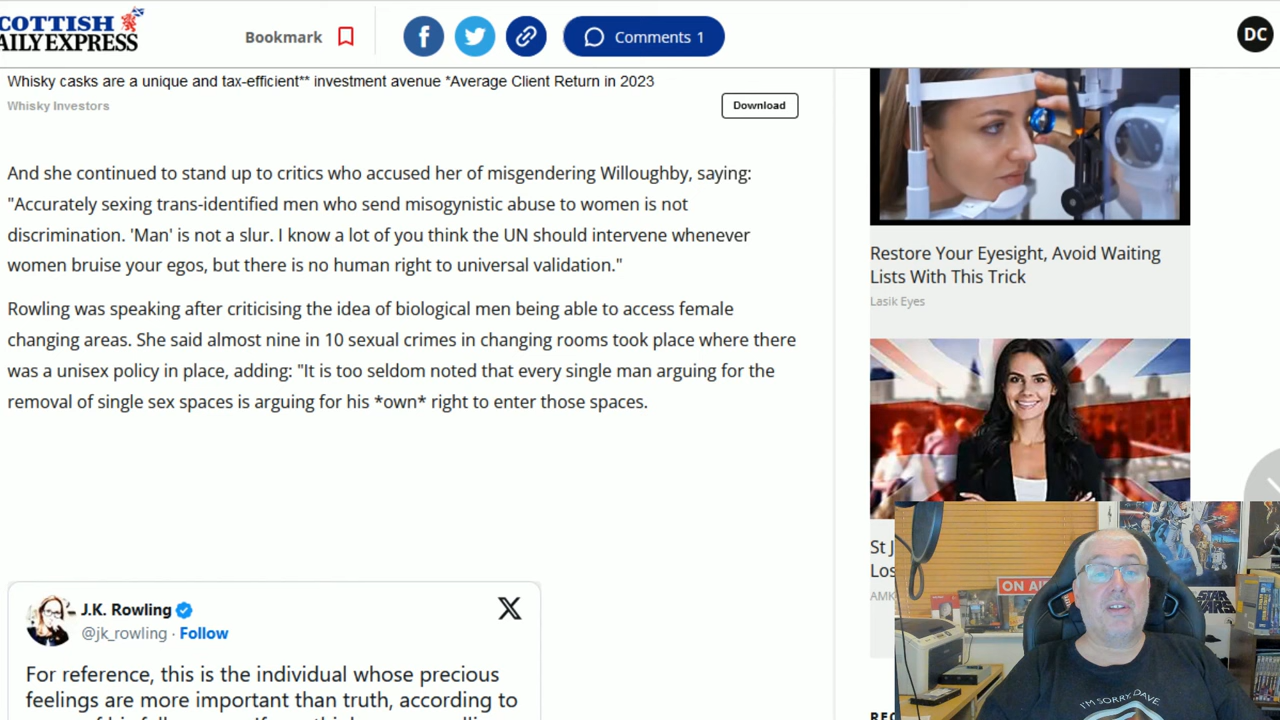 COTTISH
AILY EXPRESS
Bookmark
Comments 1
DC
Whisky casks are a unique and tax-efficient** investment avenue *Average Client Return in 2023
Whisky Investors
Download
And she continued to stand up to critics who accused her of misgendering Willoughby, saying:
"Accurately sexing trans-identified men who send misogynistic abuse to women is not
discrimination. 'Man' is not a slur. I know a lot of you think the UN should intervene whenever
women bruise your egos, but there is no human right to universal validation."
Rowling was speaking after criticising the idea of biological men being able to access female
changing areas. She said almost nine in 10 sexual crimes in changing rooms took place where there
was a unisex policy in place, adding: "It is too seldom noted that every single man arguing for the
removal of single sex spaces is arguing for his *own* right to enter those spaces.
J.K. Rowling
@jk_rowling · Follow
For reference, this is the individual whose precious
feelings are more important than truth, according to
Restore Your Eyesight, Avoid Waiting
Lists With This Trick
Lasik Eyes
St J
Los
AMK
ON AI
STAR
WARS
I'M SORRY DAVE